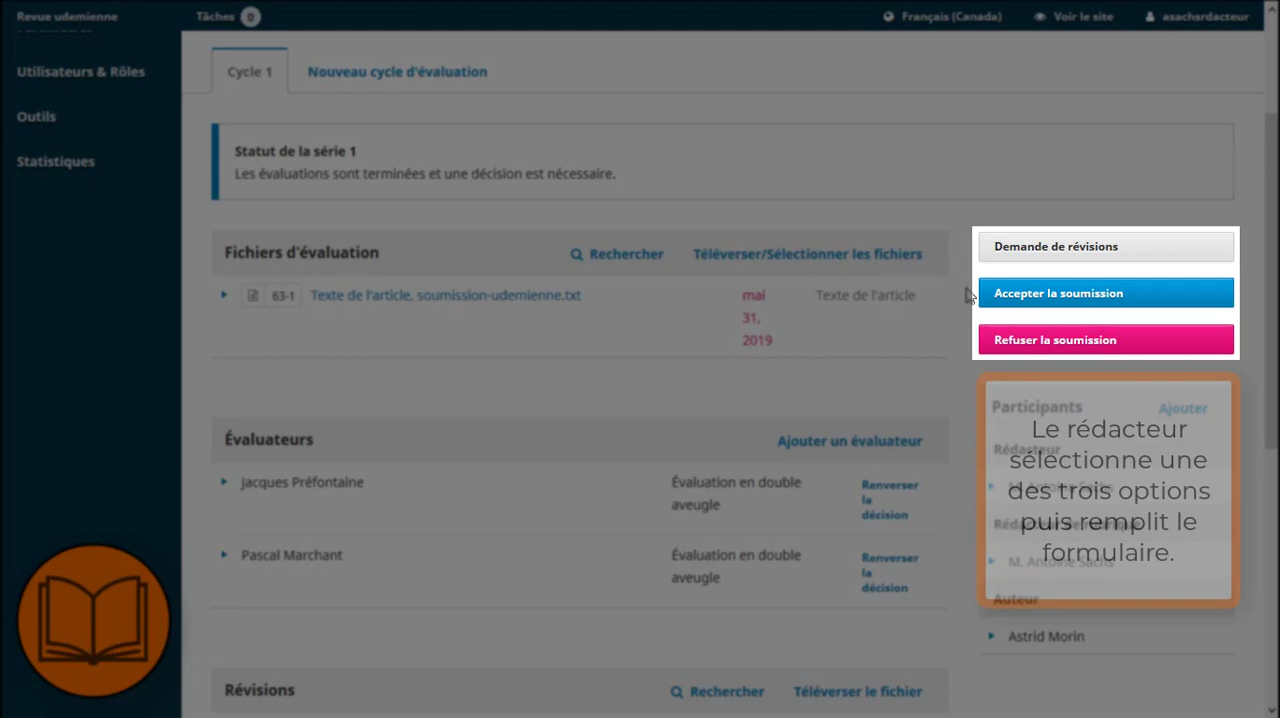 Revue udemienne
Tâches 0
Français (Canada)
Voir le site
asachsrdacteur
Utilisateurs & Rôles
Outils
Statistiques
Cycle 1
Nouveau cycle d'évaluation
Statut de la série 1
Les évaluations sont terminées et une décision est nécessaire.
Fichiers d'évaluation
Rechercher
Téléverser/Sélectionner les fichiers
63-1
Texte de l'article, soumission-udemienne.txt
mai
31,
2019
Texte de l'article
Demande de révisions
Accepter la soumission
Refuser la soumission
Participants
Ajouter
Rédacteur
M. Antoine Sachs
M. Antoine Sachs
Auteur
Astrid Morin
Le rédacteur
sélectionne une
des trois options
puis remplit le
formulaire.
Évaluateurs
Ajouter un évaluateur
Jacques Préfontaine
Évaluation en double
aveugle
Renverser
la
décision
Pascal Marchant
Évaluation en double
aveugle
Renverser
la
décision
Révisions
Rechercher
Téléverser le fichier